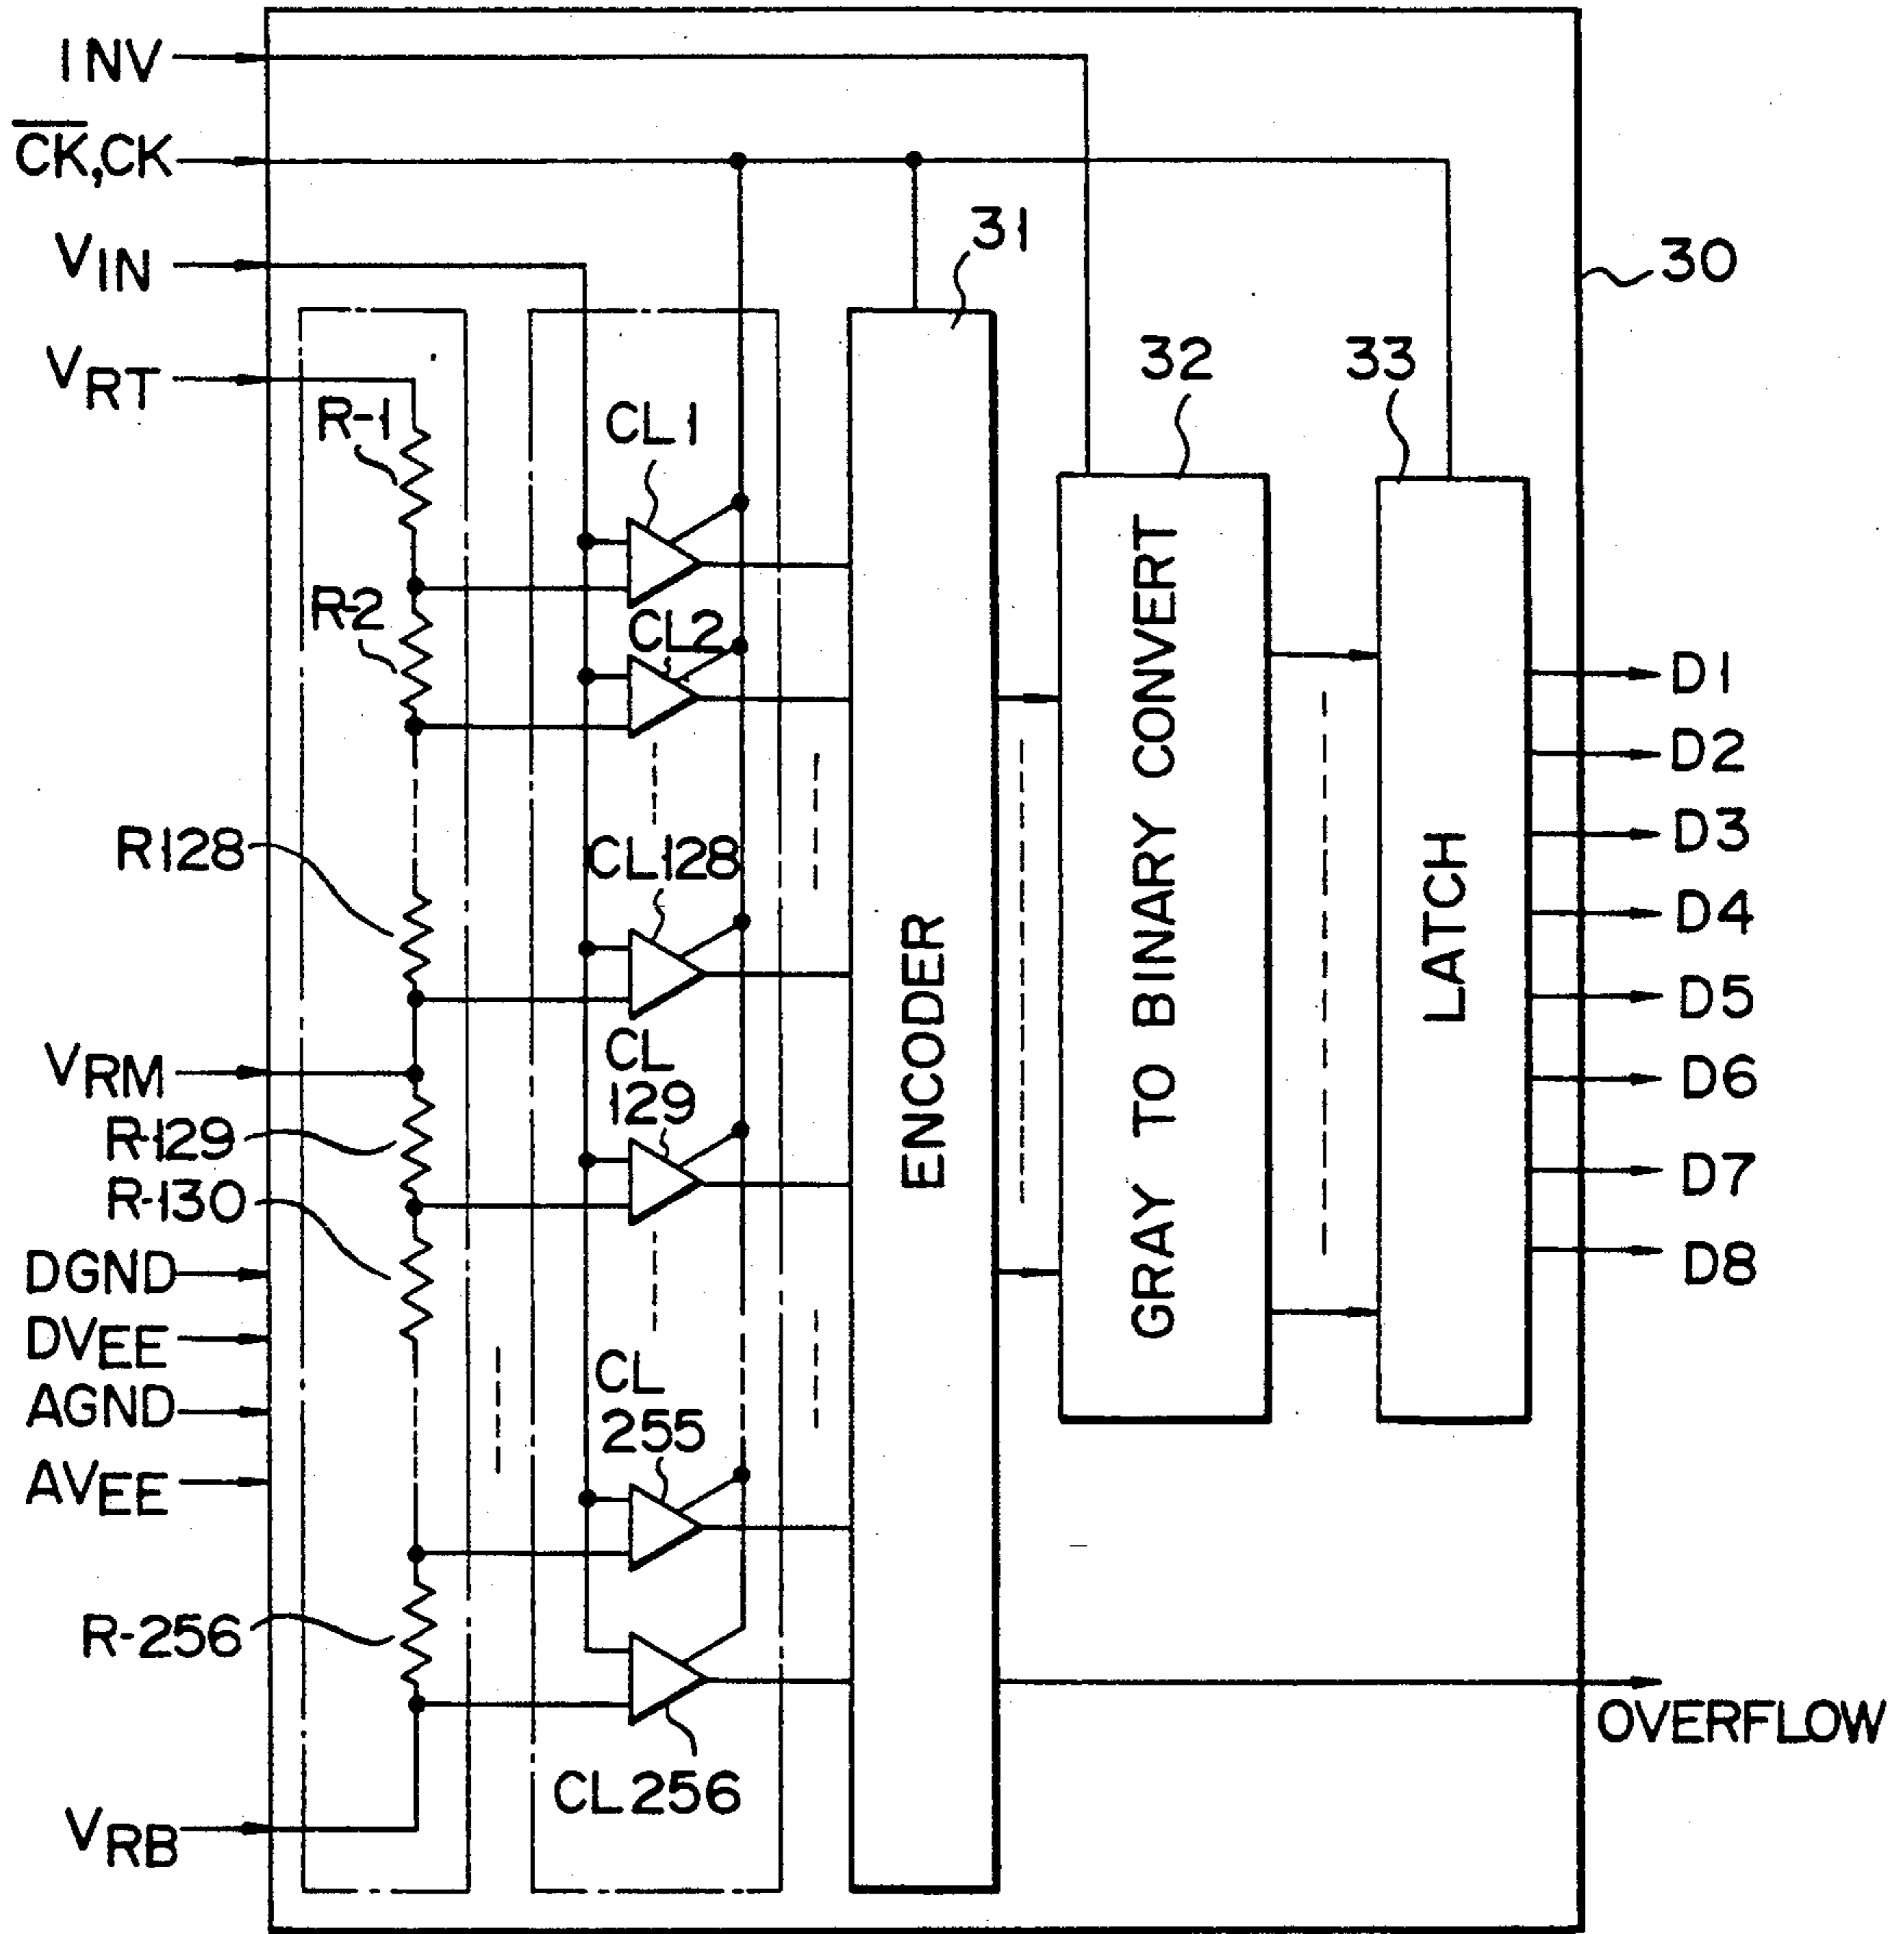 INV
CK,CK
VIN
VRT
R-1
R-2
R128
VRM
R-129
R-130
DGND
DVEE
AGND
AVEE
R-256
VRB
CL1
CL2
CL128
CL
129
CL
255
CL256
31
ENCODER
32
GRAY TO BINARY CONVERT
33
LATCH
30
D1
D2
D3
D4
D5
D6
D7
D8
OVERFLOW